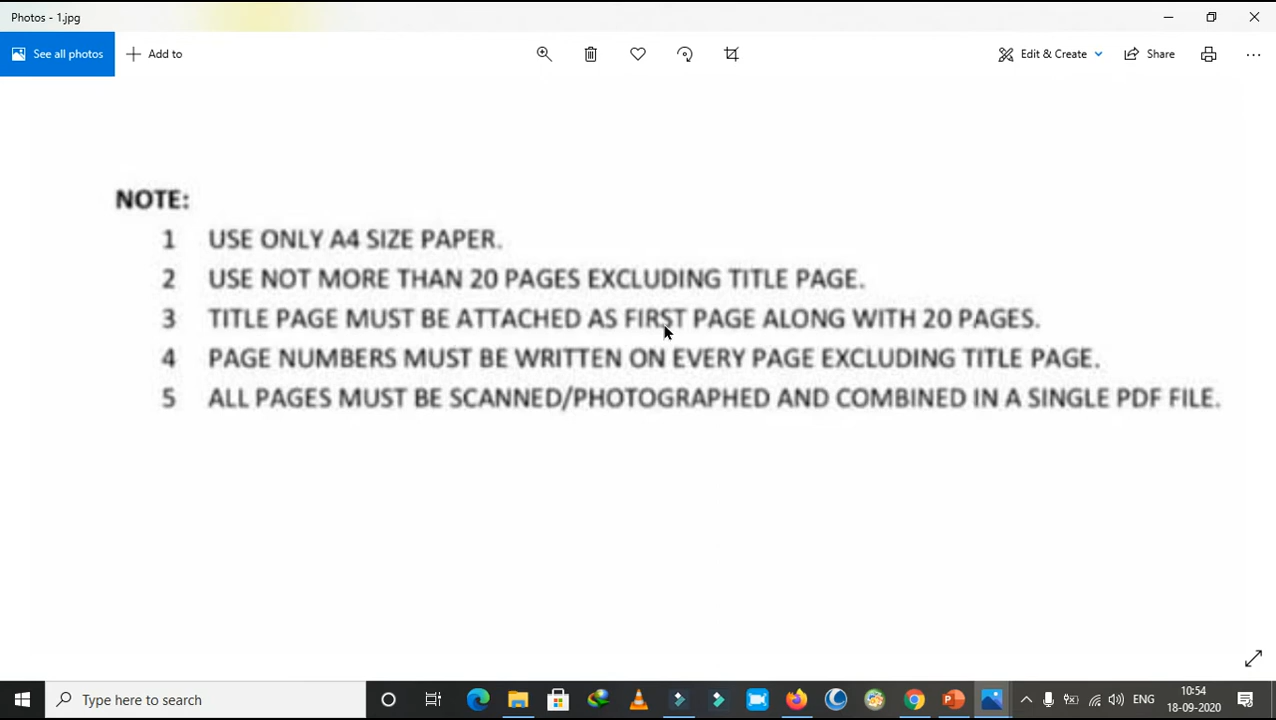 Photos - 1.jpg
See all photos
Add to
Edit & Create
Share
NOTE:
1 USE ONLY A4 SIZE PAPER.
2 USE NOT MORE THAN 20 PAGES EXCLUDING TITLE PAGE.
3 TITLE PAGE MUST BE ATTACHED AS FIRST PAGE ALONG WITH 20 PAGES.
4 PAGE NUMBERS MUST BE WRITTEN ON EVERY PAGE EXCLUDING TITLE PAGE.
5 ALL PAGES MUST BE SCANNED/PHOTOGRAPHED AND COMBINED IN A SINGLE PDF FILE.
Type here to search
ENG
10:54
18-09-2020